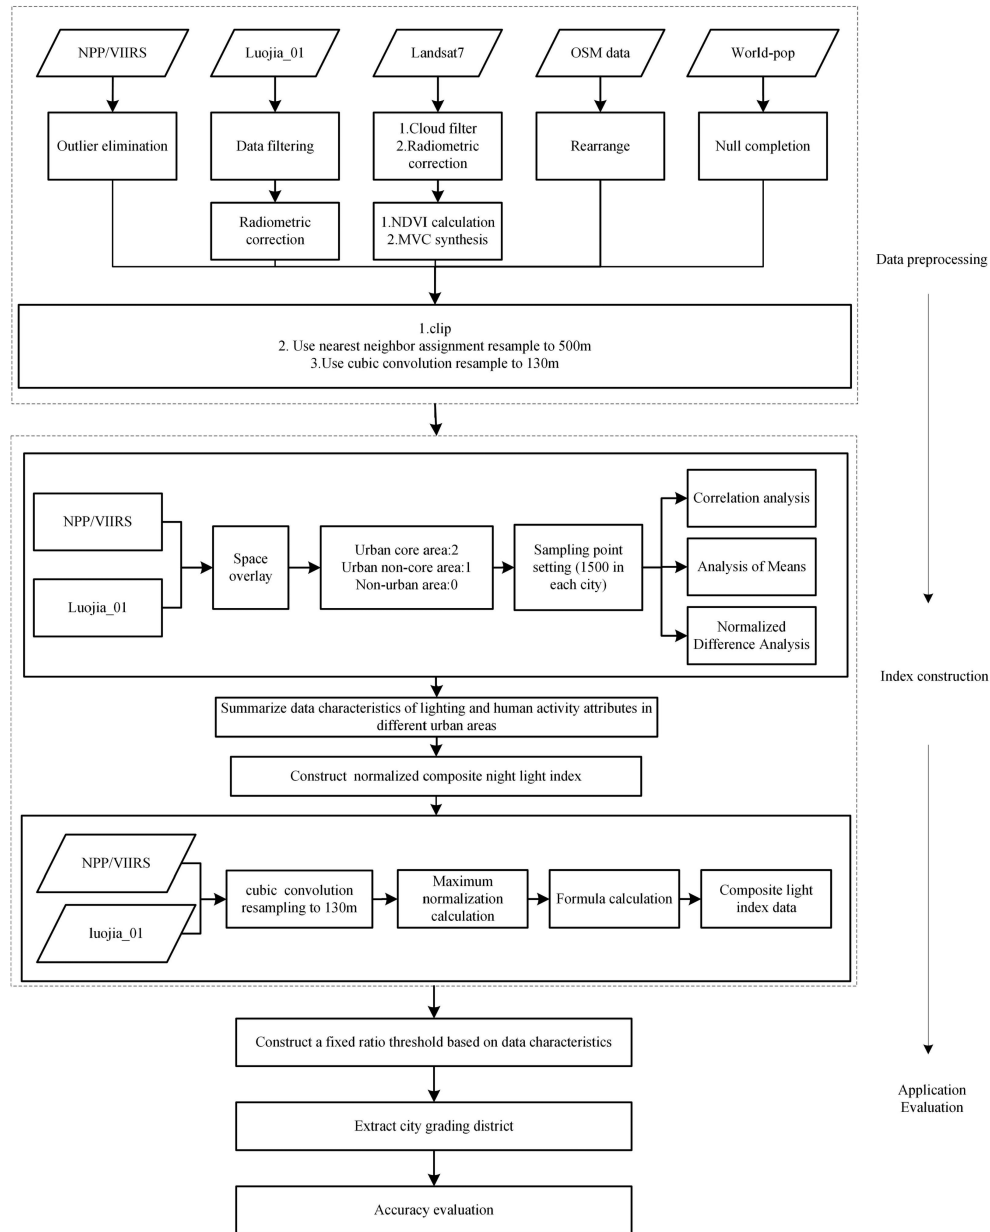 NPP/VIIRS
Luojia_01
Landsat7
OSM data
World-pop
Outlier elimination
Data filtering
1.Cloud filter
2.Radiometric
correction
Rearrange
Null completion
Radiometric
correction
1.NDVI calculation
2.MVC synthesis
Data preprocessing
1.clip
2. Use nearest neighbor assignment resample to 500m
3.Use cubic convolution resample to 130m
NPP/VIIRS
Luojia_01
Space
overlay
Urban core area:2
Urban non-core area:1
Non-urban area:0
Sampling point
setting (1500 in
each city)
Correlation analysis
Analysis of Means
Normalized
Difference Analysis
Index construction
Summarize data characteristics of lighting and human activity attributes in
different urban areas
Construct normalized composite night light index
NPP/VIIRS
luojia_01
cubic convolution
resampling to 130m
Maximum
normalization
calculation
Formula calculation
Composite light
index data
Construct a fixed ratio threshold based on data characteristics
Application
Evaluation
Extract city grading district
Accuracy evaluation